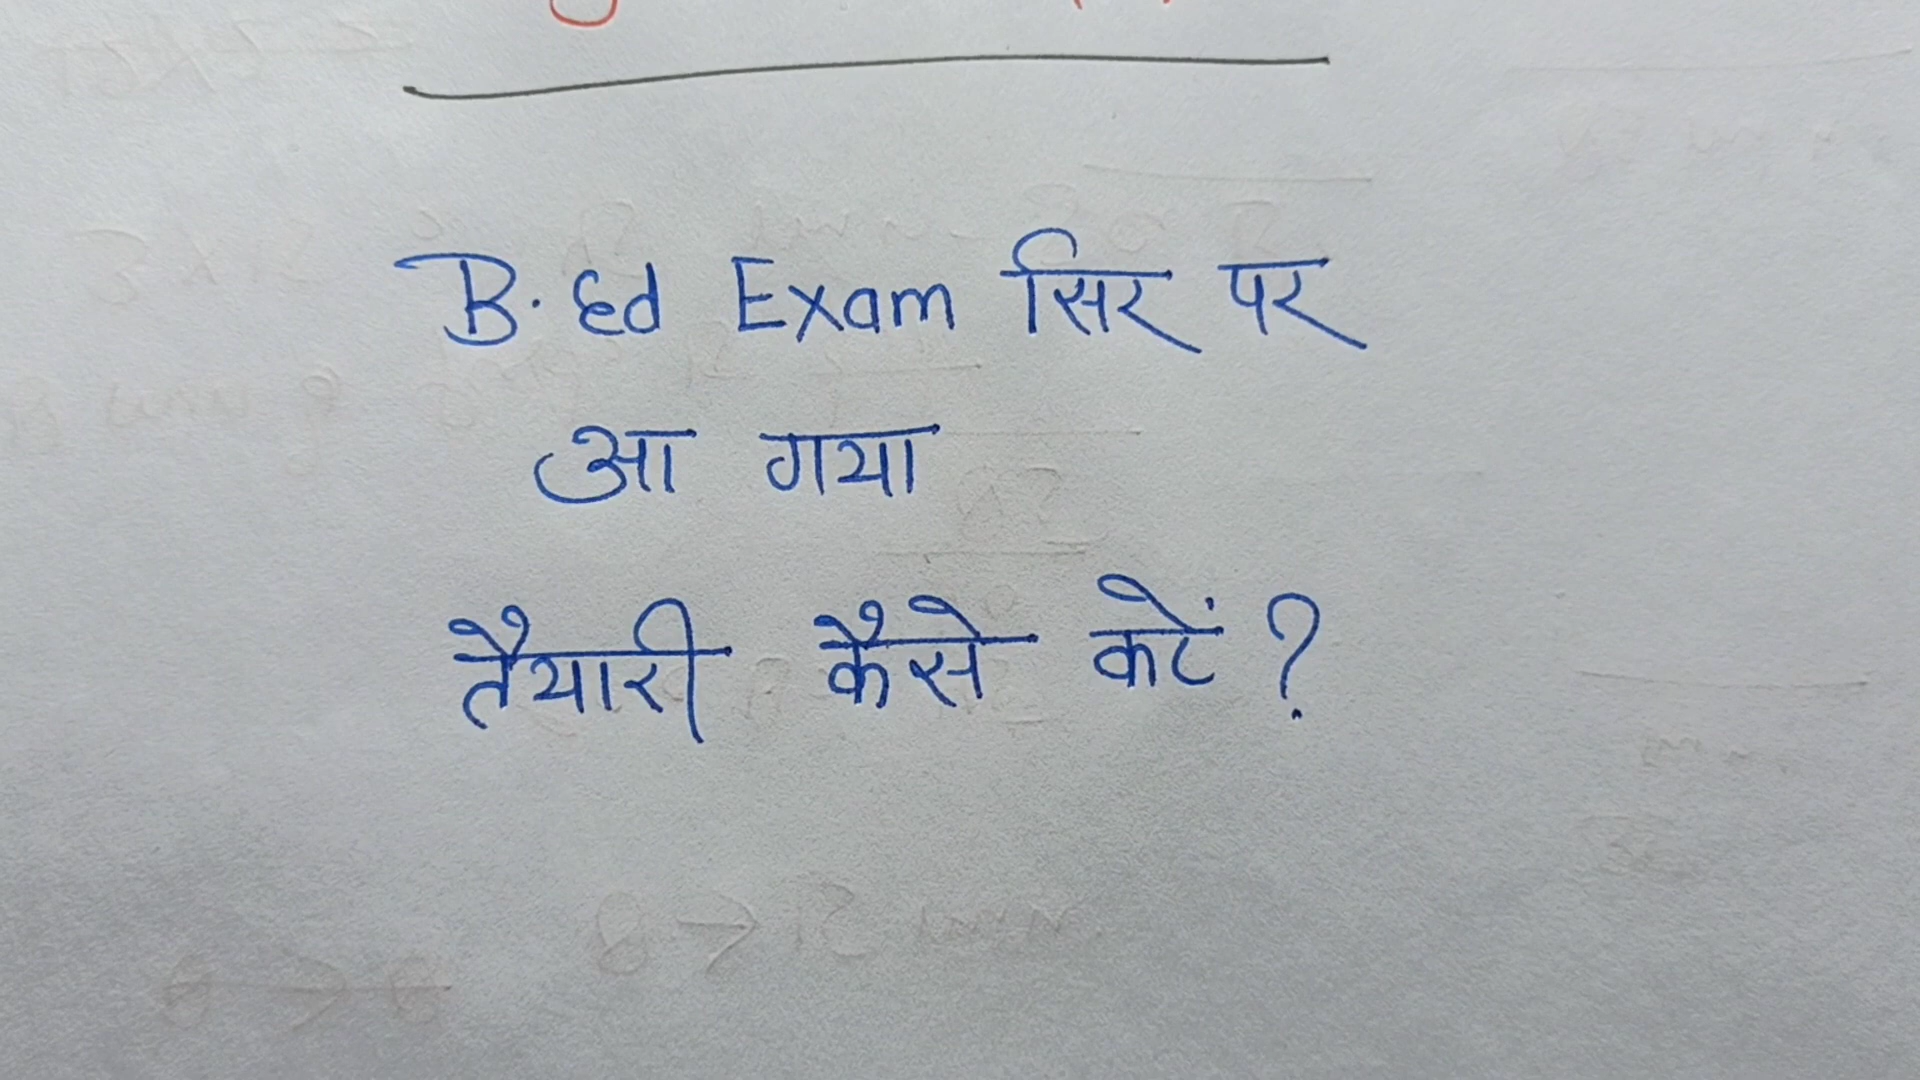 B.Ed Exam सिर पर
आ गया
तैयारी कैसे करें?